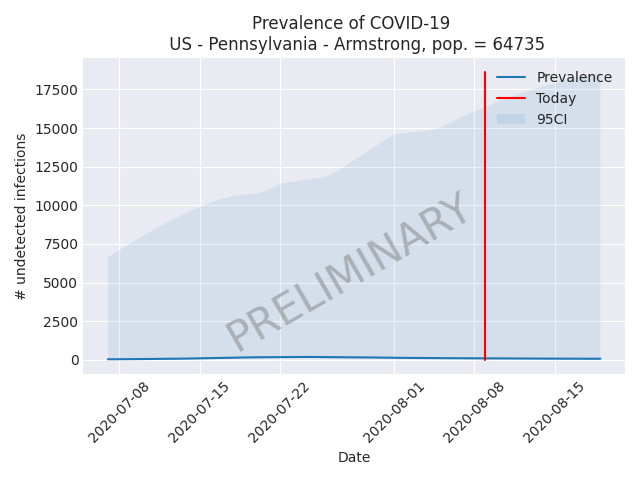 Prevalence of COVID-19
US - Pennsylvania - Armstrong, pop. = 64735
Prevalence
Today
95CI
17500
15000
12500
10000
7500
5000
2500
0
# undetected infections
PRELIMINARY
2020-07-08
2020-07-15
2020-07-22
2020-08-01
2020-08-08
2020-08-15
Date